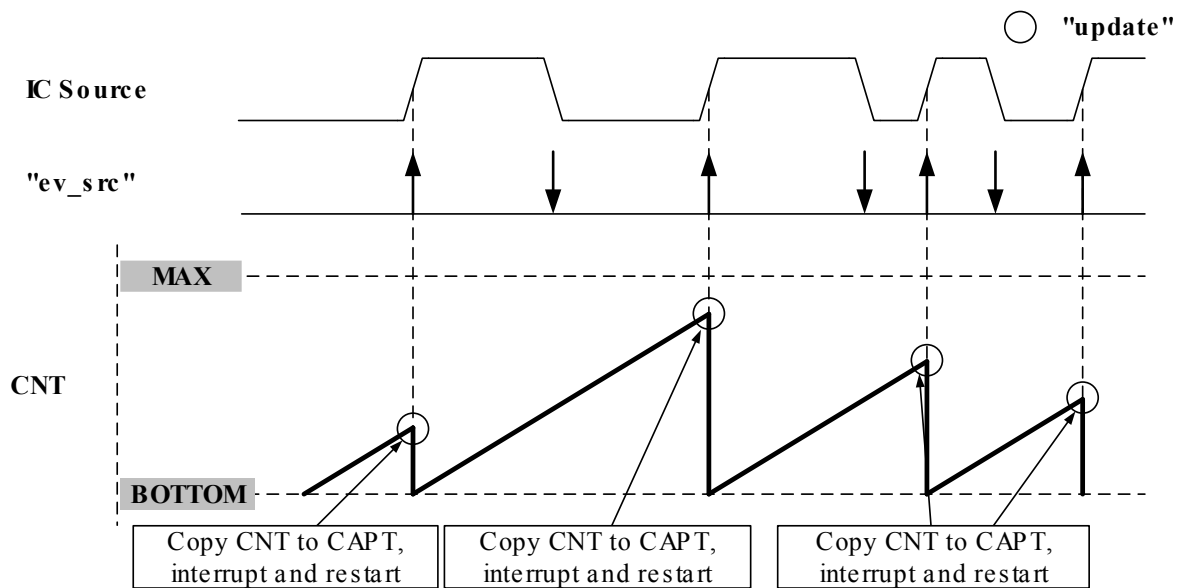 "update"
IC Source
"ev_src"
MAX
CNT
BOTTOM
Copy CNT to CAPT,
interrupt and restart
Copy CNT to CAPT,
interrupt and restart
Copy CNT to CAPT,
interrupt and restart